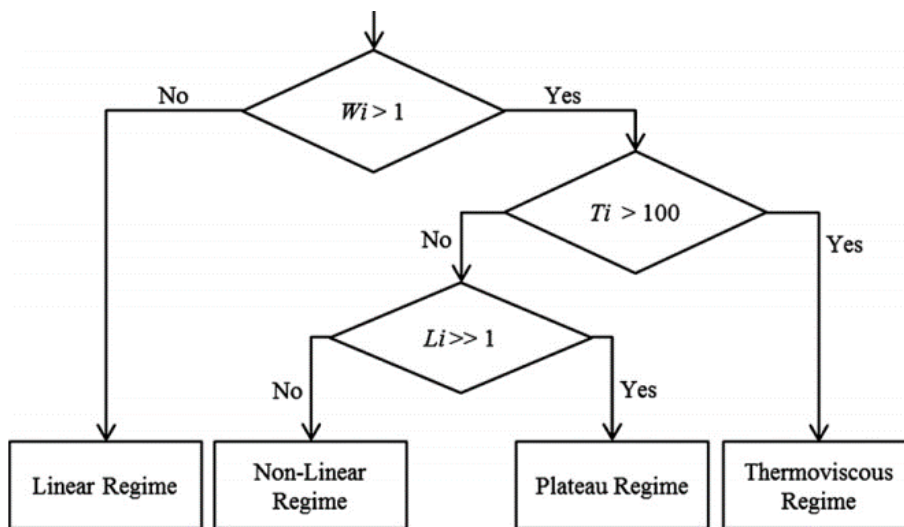 No
Yes
Wi > 1
Ti > 100
No
Yes
Li >> 1
No
Yes
Linear Regime
Non-Linear
Regime
Plateau Regime
Thermoviscous
Regime